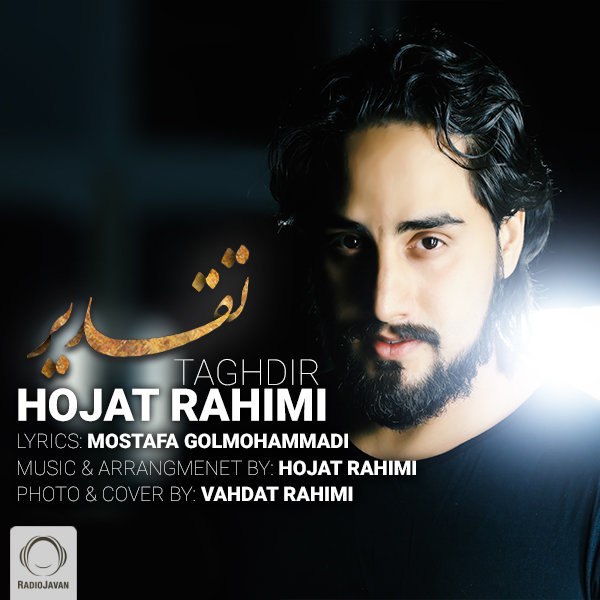 تقدیر
TAGHDIR
HOJAT RAHIMI
LYRICS: MOSTAFA GOLMOHAMMADI
MUSIC & ARRANGMENET BY: HOJAT RAHIMI
PHOTO & COVER BY: VAHDAT RAHIMI
RADIOJAVAN